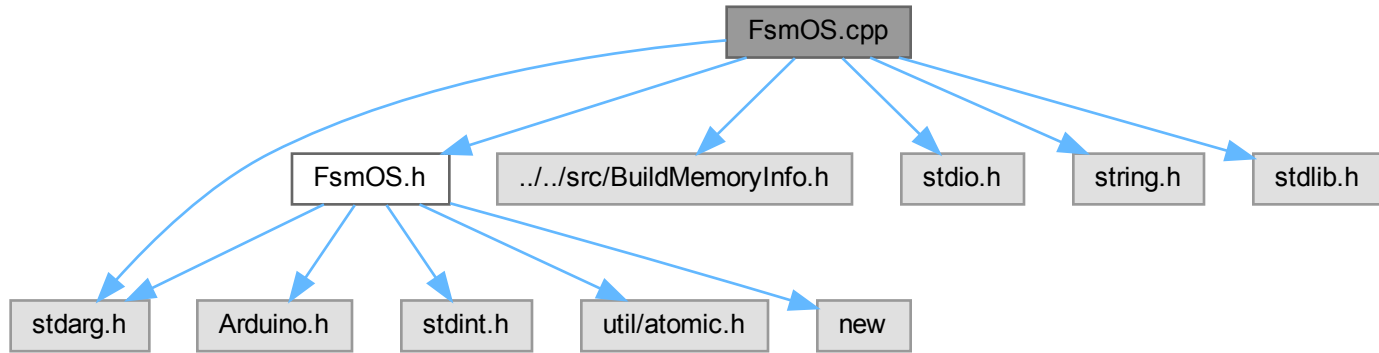 FsmOS.cpp
FsmOS.h
../../src/BuildMemoryInfo.h
stdio.h
string.h
stdlib.h
stdarg.h
Arduino.h
stdint.h
util/atomic.h
new